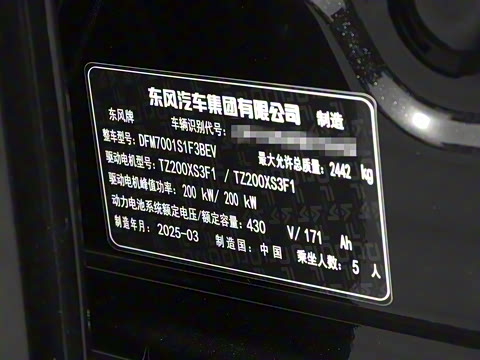 东风汽车集团有限公司 制造
东风牌 车辆识别代号:
整车型号: DFM7001S1F3BEV 最大允许总质量: 2442 kg
驱动电机型号: TZ200XS3F1 / TZ200XS3F1
驱动电机峰值功率: 200 kW/ 200 kW
动力电池系统额定电压/额定容量: 430 V/ 171 Ah
制造年月: 2025-03 制造国: 中国 乘坐人数: 5 人